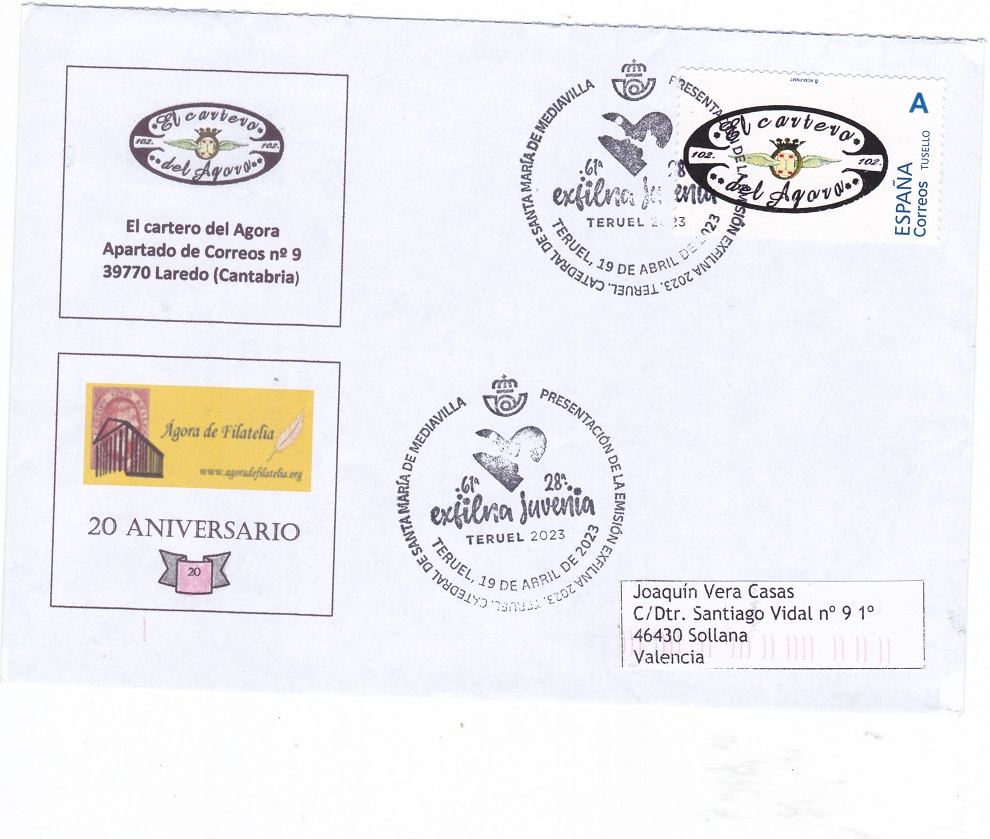 El cartero
102. 102.
del Agora
El cartero del Agora
Apartado de Correos nº 9
39770 Laredo (Cantabria)
Ágora de Filatelia
www.agoradefilatelia.org
20 ANIVERSARIO
20
CATEDRAL DE SANTA MARÍA DE MEDIAVILLA
PRESENTA DE LA EMISIÓN EXFILNA 2023. TERUEL.
61ª 28
exfilna Juvenia
TERUEL 2023
TERUEL, 19 DE ABRIL DE 2023
A
El cartero
102. 102.
del Agora
ESPAÑA
Correos TUSELLO
CATEDRAL DE SANTA MARÍA DE MEDIAVILLA
PRESENTACIÓN DE LA EMISIÓN EXFILNA 2023. TERUEL.
61ª 28ª
exfilna Juvenia
TERUEL 2023
TERUEL, 19 DE ABRIL DE 2023
Joaquín Vera Casas
C/Dtr. Santiago Vidal nº 9 1º
46430 Sollana
Valencia